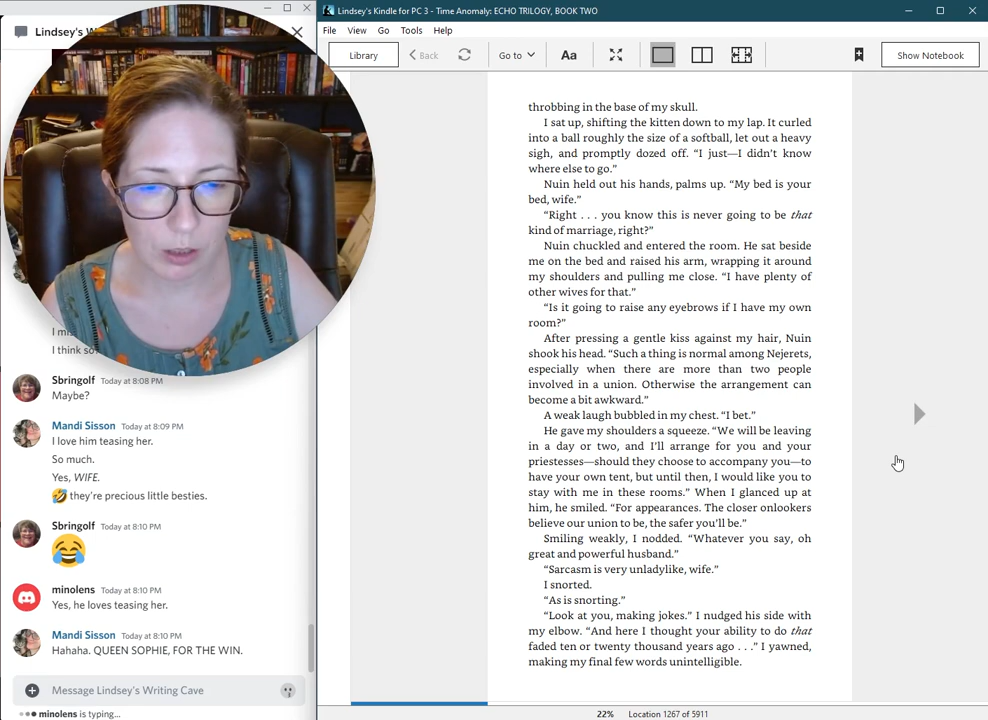 Lindsey's W
Lindsey's Kindle for PC 3 - Time Anomaly: ECHO TRILOGY, BOOK TWO
File View Go Tools Help
Library
Back
Go to
Aa
Show Notebook
I mi
I think so
Sbringolf Today at 8:08 PM
Maybe?
Mandi Sisson Today at 8:09 PM
I love him teasing her.
So much.
Yes, WIFE.
🤣 they're precious little besties.
Sbringolf Today at 8:10 PM
😂
minolens Today at 8:10 PM
Yes, he loves teasing her.
Mandi Sisson Today at 8:10 PM
Hahaha. QUEEN SOPHIE, FOR THE WIN.
Message Lindsey's Writing Cave
minolens is typing...
throbbing in the base of my skull.
I sat up, shifting the kitten down to my lap. It curled
into a ball roughly the size of a softball, let out a heavy
sigh, and promptly dozed off. “I just—I didn’t know
where else to go.”
Nuin held out his hands, palms up. “My bed is your
bed, wife.”
“Right . . . you know this is never going to be that
kind of marriage, right?”
Nuin chuckled and entered the room. He sat beside
me on the bed and raised his arm, wrapping it around
my shoulders and pulling me close. “I have plenty of
other wives for that.”
“Is it going to raise any eyebrows if I have my own
room?”
After pressing a gentle kiss against my hair, Nuin
shook his head. “Such a thing is normal among Nejerets,
especially when there are more than two people
involved in a union. Otherwise the arrangement can
become a bit awkward.”
A weak laugh bubbled in my chest. “I bet.”
He gave my shoulders a squeeze. “We will be leaving
in a day or two, and I’ll arrange for you and your
priestesses—should they choose to accompany you—to
have your own tent, but until then, I would like you to
stay with me in these rooms.” When I glanced up at
him, he smiled. “For appearances. The closer onlookers
believe our union to be, the safer you’ll be.”
Smiling weakly, I nodded. “Whatever you say, oh
great and powerful husband.”
“Sarcasm is very unladylike, wife.”
I snorted.
“As is snorting.”
“Look at you, making jokes.” I nudged his side with
my elbow. “And here I thought your ability to do that
faded ten or twenty thousand years ago . . .” I yawned,
making my final few words unintelligible.
22% Location 1267 of 5911